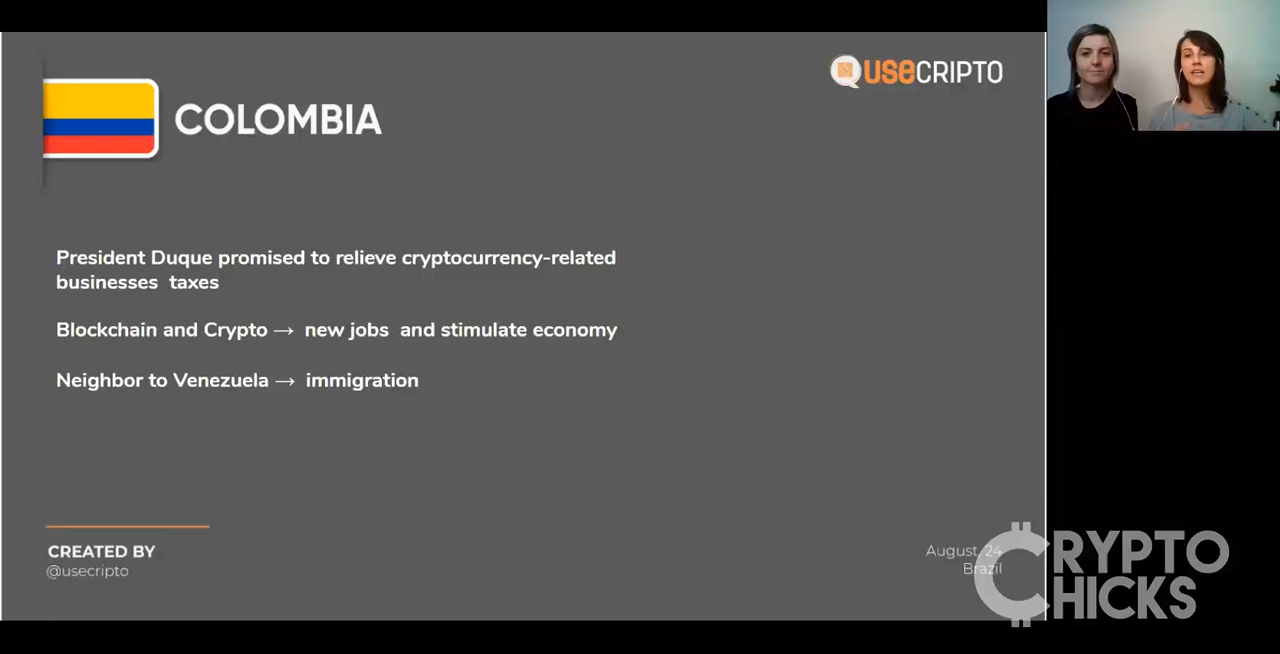 USECRIPTO
COLOMBIA
President Duque promised to relieve cryptocurrency-related
businesses taxes
Blockchain and Crypto → new jobs and stimulate economy
Neighbor to Venezuela → immigration
CREATED BY
@usecripto
August, 24
Brazil
CRYPTO
CHICKS